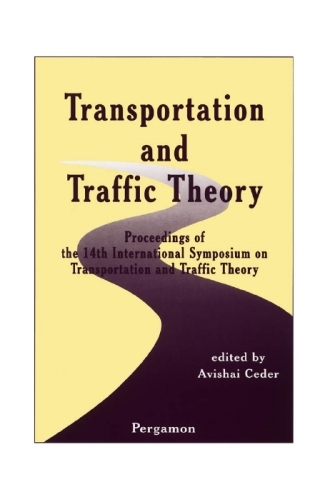 Transportation
and
Traffic Theory
Proceedings of
the 14th International Symposium on
Transportation and Traffic Theory
edited by
Avishai Ceder
Pergamon